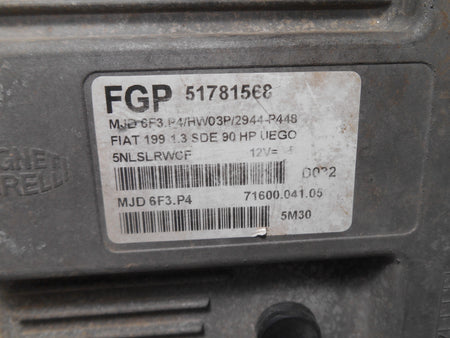 FGP 51781568
MJD 6F3.P4/HW03P/2944-P448
FIAT 199 1.3 SDE 90 HP UEGO
5NLSLRWCF 12V=
D032
MJD 6F3.P4 71600.041.05
5M30